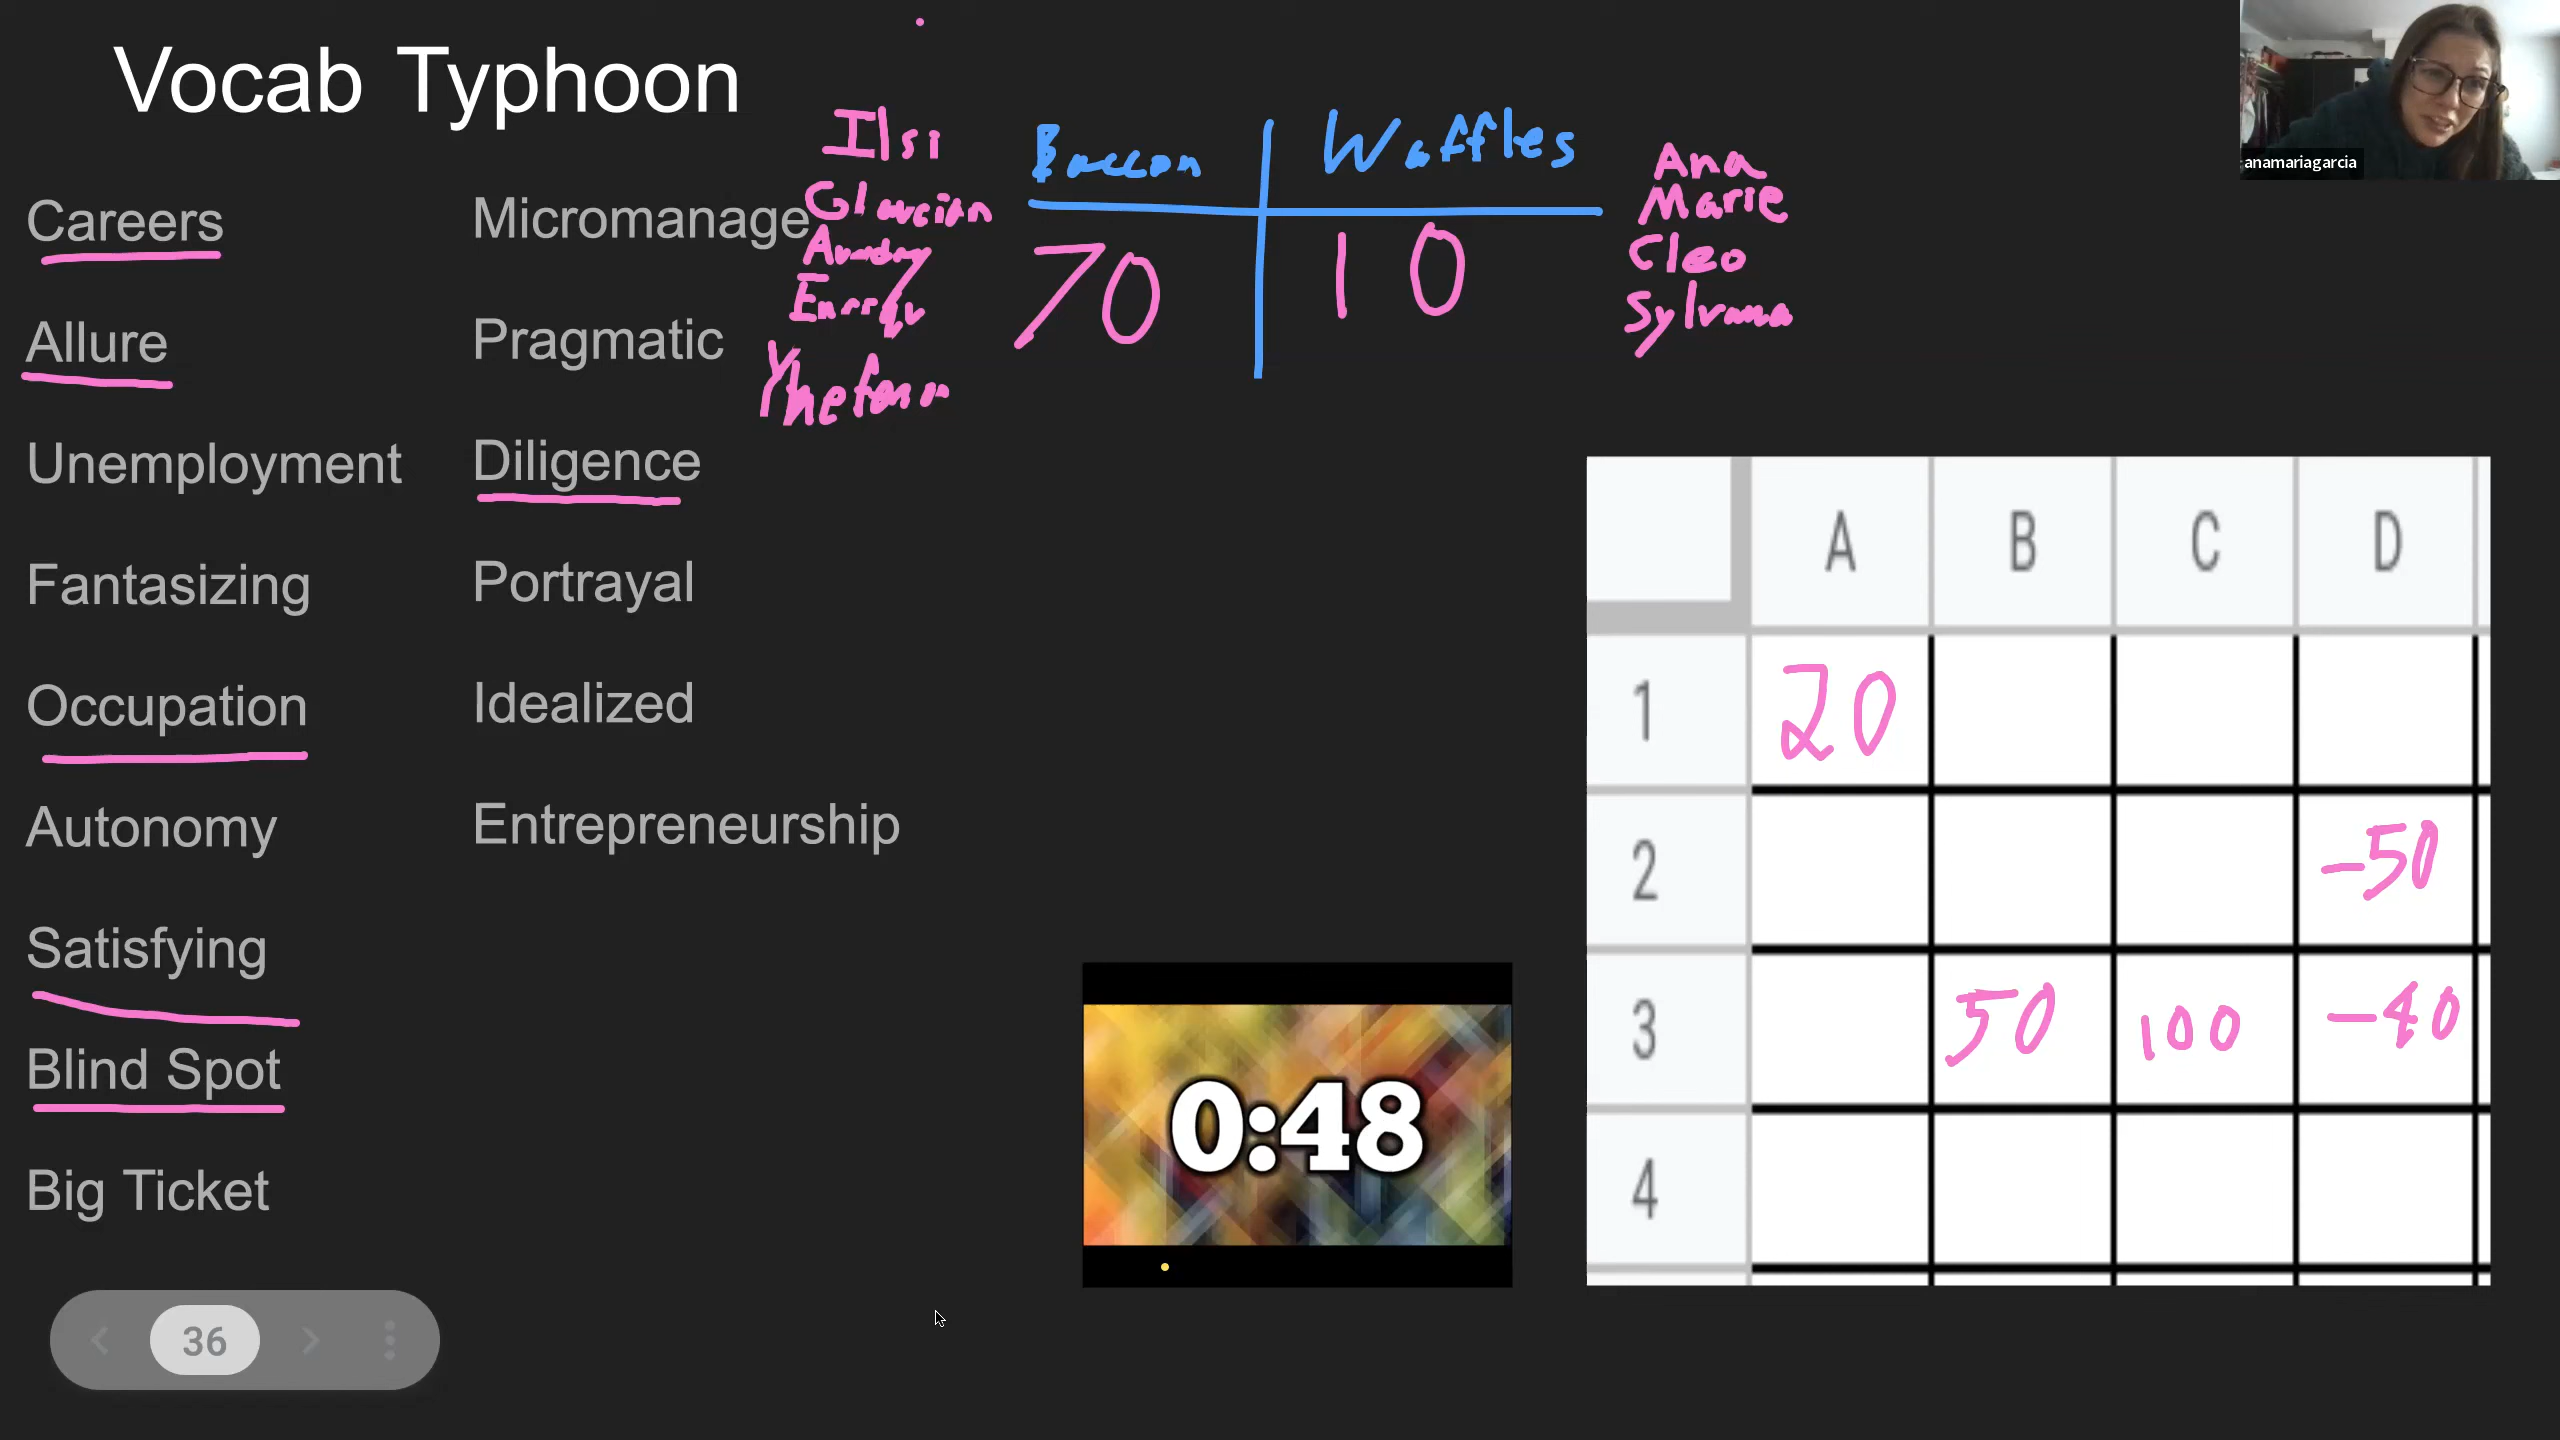 Vocab Typhoon
Careers
Allure
Unemployment
Fantasizing
Occupation
Autonomy
Satisfying
Blind Spot
Big Ticket
Micromanage
Pragmatic
Diligence
Portrayal
Idealized
Entrepreneurship
Ilsi
Bacon Waffles
70 10
Ana
Marie
Cleo
Sylvana
anamariagarcia
A B C D
1 20
2 -50
3 50 100 -40
4
0:48
36